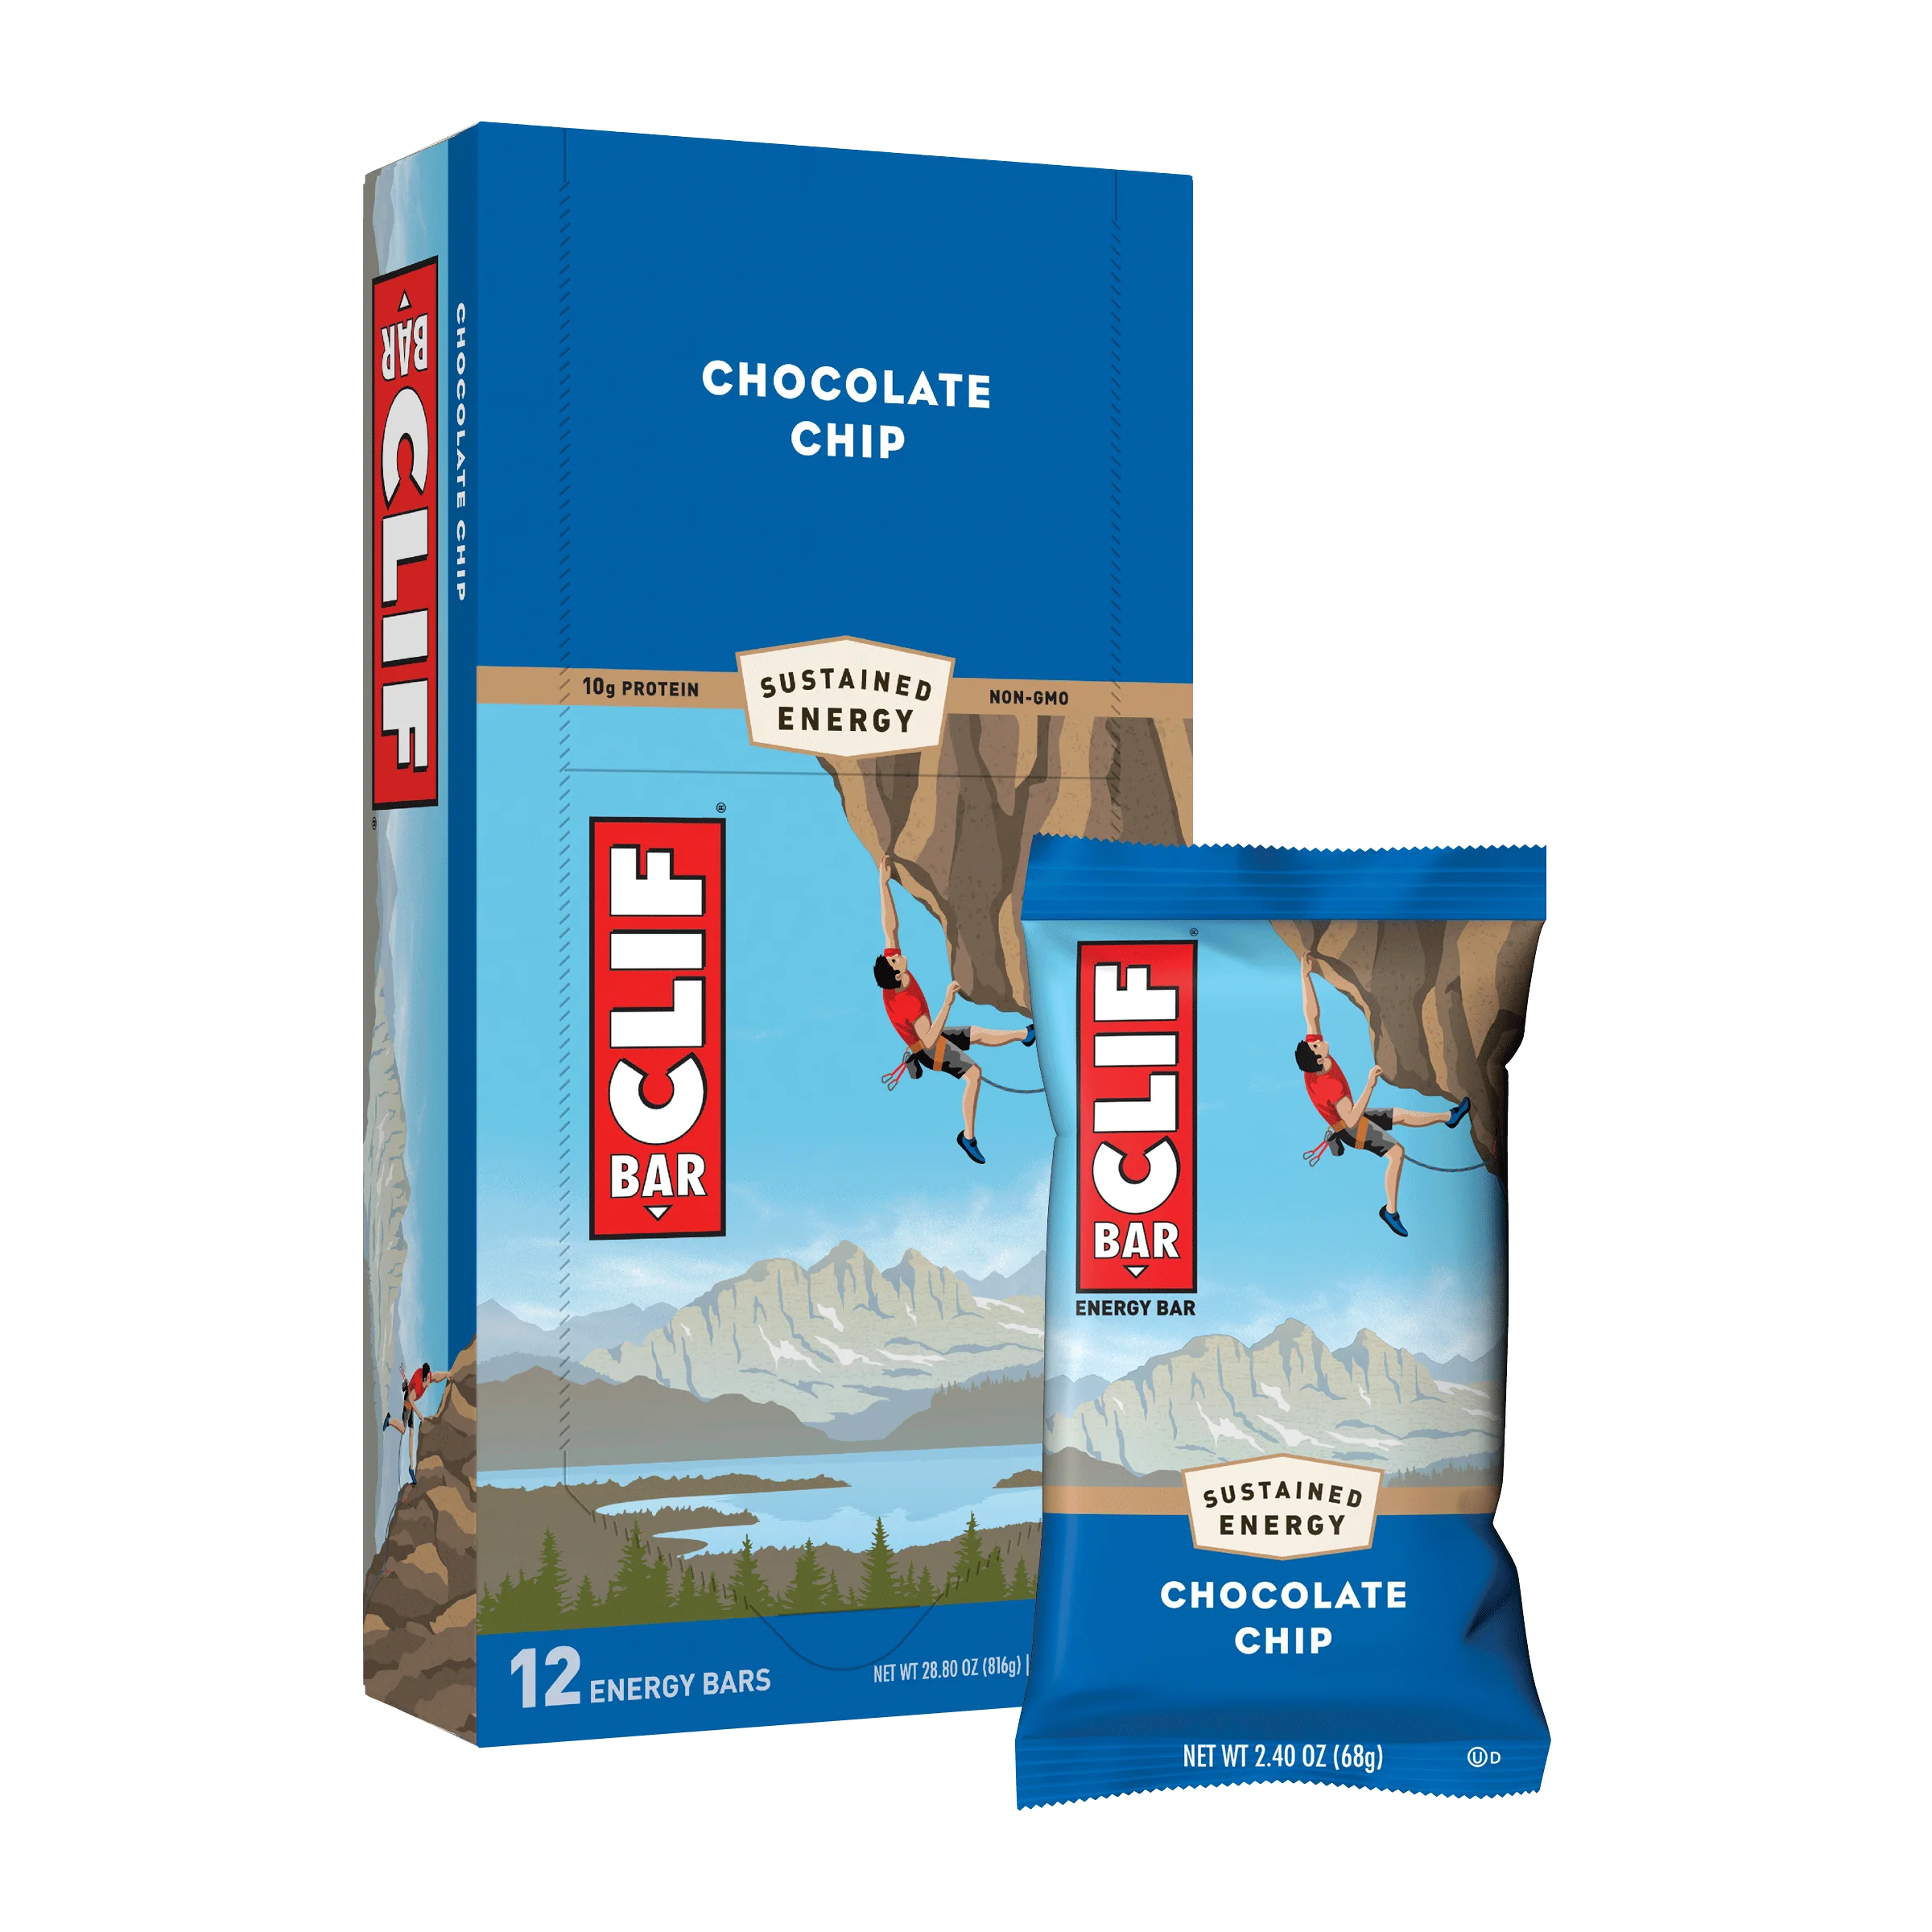 CHOCOLATE
CHIP
10g PROTEIN
SUSTAINED
ENERGY
NON-GMO
CLIF
BAR
®
12 ENERGY BARS
NET WT 28.80 OZ (816g) |
CLIF
BAR
®
CHOCOLATE CHIP
CLIF
BAR
®
ENERGY BAR
SUSTAINED
ENERGY
CHOCOLATE
CHIP
NET WT 2.40 OZ (68g)
U D